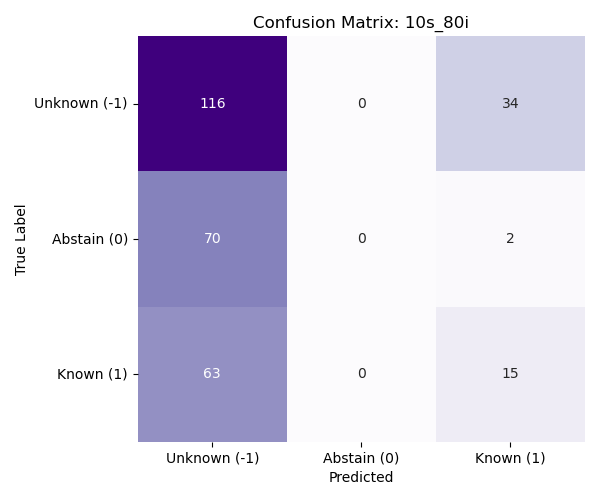 Confusion Matrix: 10s_80i
True Label
Unknown (-1) 116 0 34
Abstain (0) 70 0 2
Known (1) 63 0 15
Unknown (-1) Abstain (0) Known (1)
Predicted